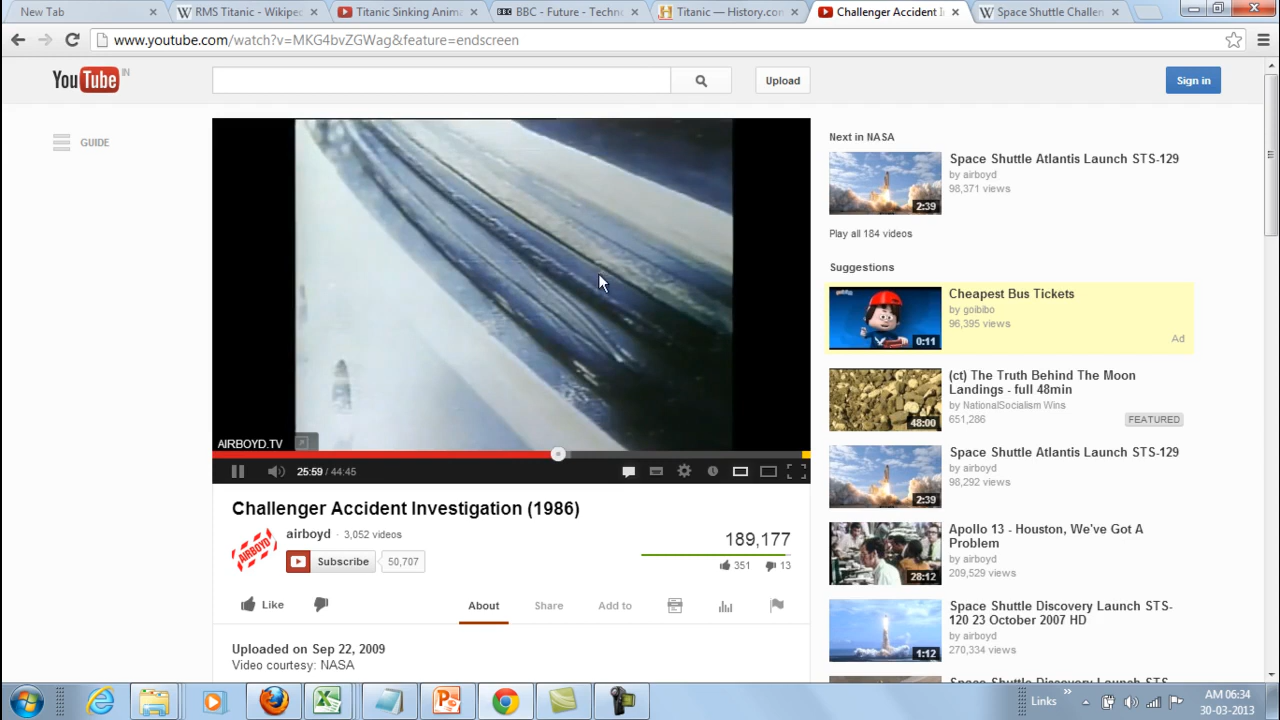 New Tab
RMS Titanic - Wikiped
Titanic Sinking Anima
BBC - Future - Techno
Titanic — History.com
Challenger Accident I
Space Shuttle Challen
www.youtube.com/watch?v=MKG4bvZGWag&feature=endscreen
YouTube IN
Upload
Sign in
GUIDE
Next in NASA
Space Shuttle Atlantis Launch STS-129
by airboyd
98,371 views
2:39
Play all 184 videos
Suggestions
Cheapest Bus Tickets
by goibibo
96,395 views
goibibo
0:11
Ad
(ct) The Truth Behind The Moon
Landings - full 48min
by NationalSocialism Wins
651,286
48:00
FEATURED
Space Shuttle Atlantis Launch STS-129
by airboyd
98,292 views
2:39
Apollo 13 - Houston, We've Got A
Problem
by airboyd
209,529 views
28:12
Space Shuttle Discovery Launch STS-
120 23 October 2007 HD
by airboyd
270,334 views
1:12
Space Shuttle Discovery Launch STS-
AIRBOYD.TV
25:59 / 44:45
Challenger Accident Investigation (1986)
AIRBOYD
airboyd · 3,052 videos
Subscribe 50,707
189,177
351 13
Like
About
Share
Add to
Uploaded on Sep 22, 2009
Video courtesy: NASA
Links
AM 06:34
30-03-2013